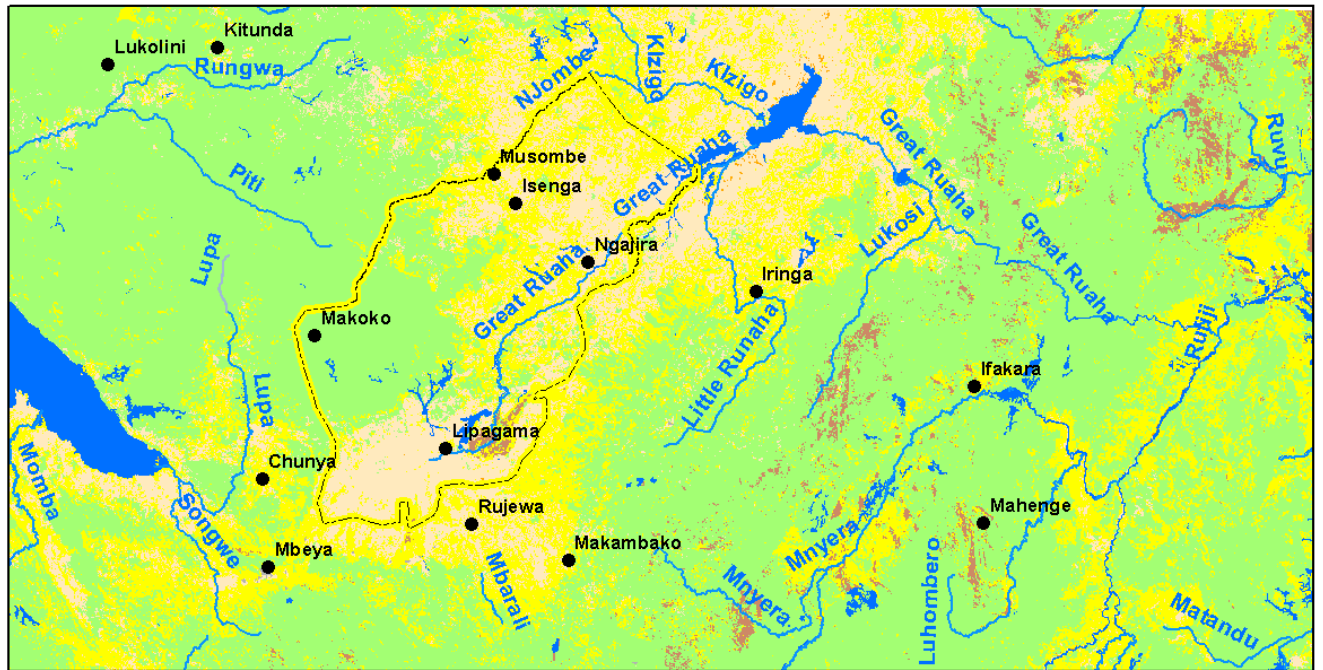 Kitunda
Lukolini
Rungwa
NJombe
KIzigo
KIzigo
Great Ruaha
Ruvu
Piti
Musombe
Isenga
Great Ruaha
Lukosi
Great Ruaha
Lupa
Ngajira
Great Ruaha
Iringa
Makoko
Rufiji
Lupa
Little Runaha
Ifakara
Lipagama
Momba
Chunya
Songwe
Rujewa
Mahenge
Mbeya
Makambako
Mnyera
Mbarali
Mnyera
Luhombero
Matandu